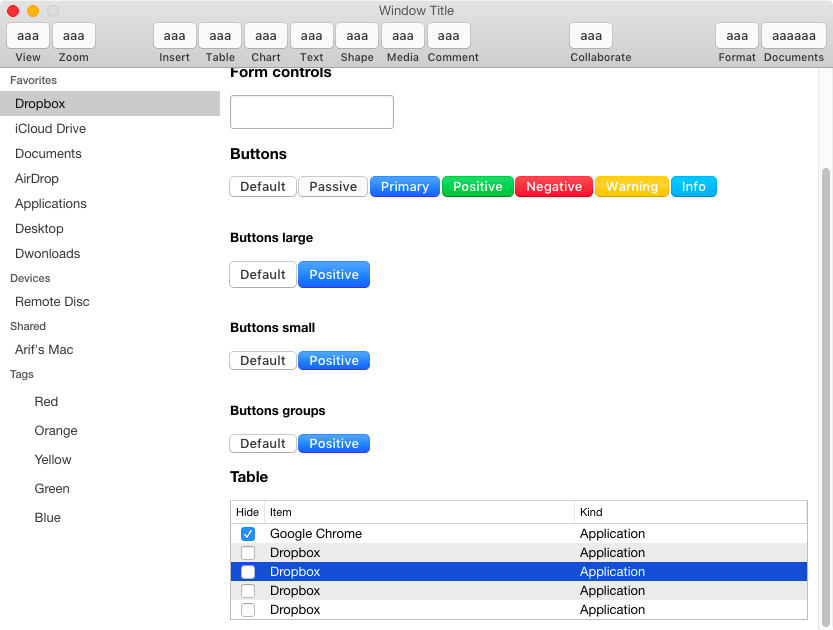 Window Title
aaa aaa aaa aaa aaa aaa aaa aaa aaa aaa aaa aaaaaa
View Zoom Insert Table Chart Text Shape Media Comment Collaborate Format Documents
Favorites
Dropbox
iCloud Drive
Documents
AirDrop
Applications
Desktop
Dwonloads
Devices
Remote Disc
Shared
Arif's Mac
Tags
Red
Orange
Yellow
Green
Blue
Form controls
Buttons
Default Passive Primary Positive Negative Warning Info
Buttons large
Default Positive
Buttons small
Default Positive
Buttons groups
Default Positive
Table
Hide Item Kind
Google Chrome Application
Dropbox Application
Dropbox Application
Dropbox Application
Dropbox Application